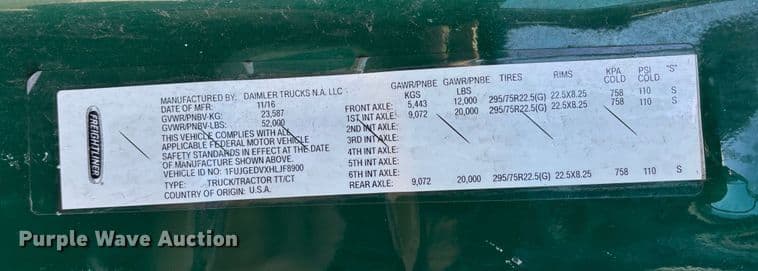 FREIGHTLINER
MANUFACTURED BY: DAIMLER TRUCKS N.A. LLC
DATE OF MFR: 11/16
GVWR/PNBV-KG: 23,587
GVWR/PNBV-LBS: 52,000
THIS VEHICLE COMPLIES WITH ALL
APPLICABLE FEDERAL MOTOR VEHICLE
SAFETY STANDARDS IN EFFECT AT THE DATE
OF MANUFACTURE SHOWN ABOVE.
VEHICLE ID NO: 1FUJGEDVXHLJF8900
TYPE: TRUCK/TRACTOR TT/CT
COUNTRY OF ORIGIN: U.S.A.
GAWR/PNBE GAWR/PNBE TIRES RIMS KPA PSI "S"
KGS LBS COLD COLD
FRONT AXLE: 5,443 12,000 295/75R22.5(G) 22.5X8.25 758 110 S
1ST INT AXLE: 9,072 20,000 295/75R22.5(G) 22.5X8.25 758 110 S
2ND INT AXLE:
3RD INT AXLE:
4TH INT AXLE:
5TH INT AXLE:
6TH INT AXLE:
REAR AXLE: 9,072 20,000 295/75R22.5(G) 22.5X8.25 758 110 S
Purple Wave Auction